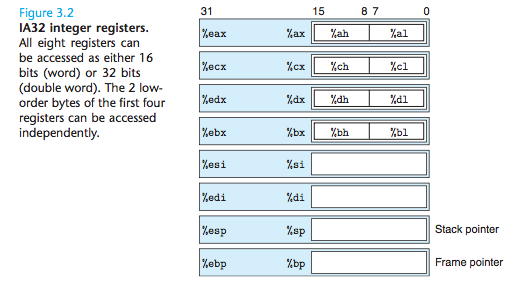 Figure 3.2
IA32 integer registers.
All eight registers can
be accessed as either 16
bits (word) or 32 bits
(double word). The 2 low-
order bytes of the first four
registers can be accessed
independently.
31 15 8 7 0
%eax %ax %ah %al
%ecx %cx %ch %cl
%edx %dx %dh %dl
%ebx %bx %bh %bl
%esi %si
%edi %di
%esp %sp Stack pointer
%ebp %bp Frame pointer